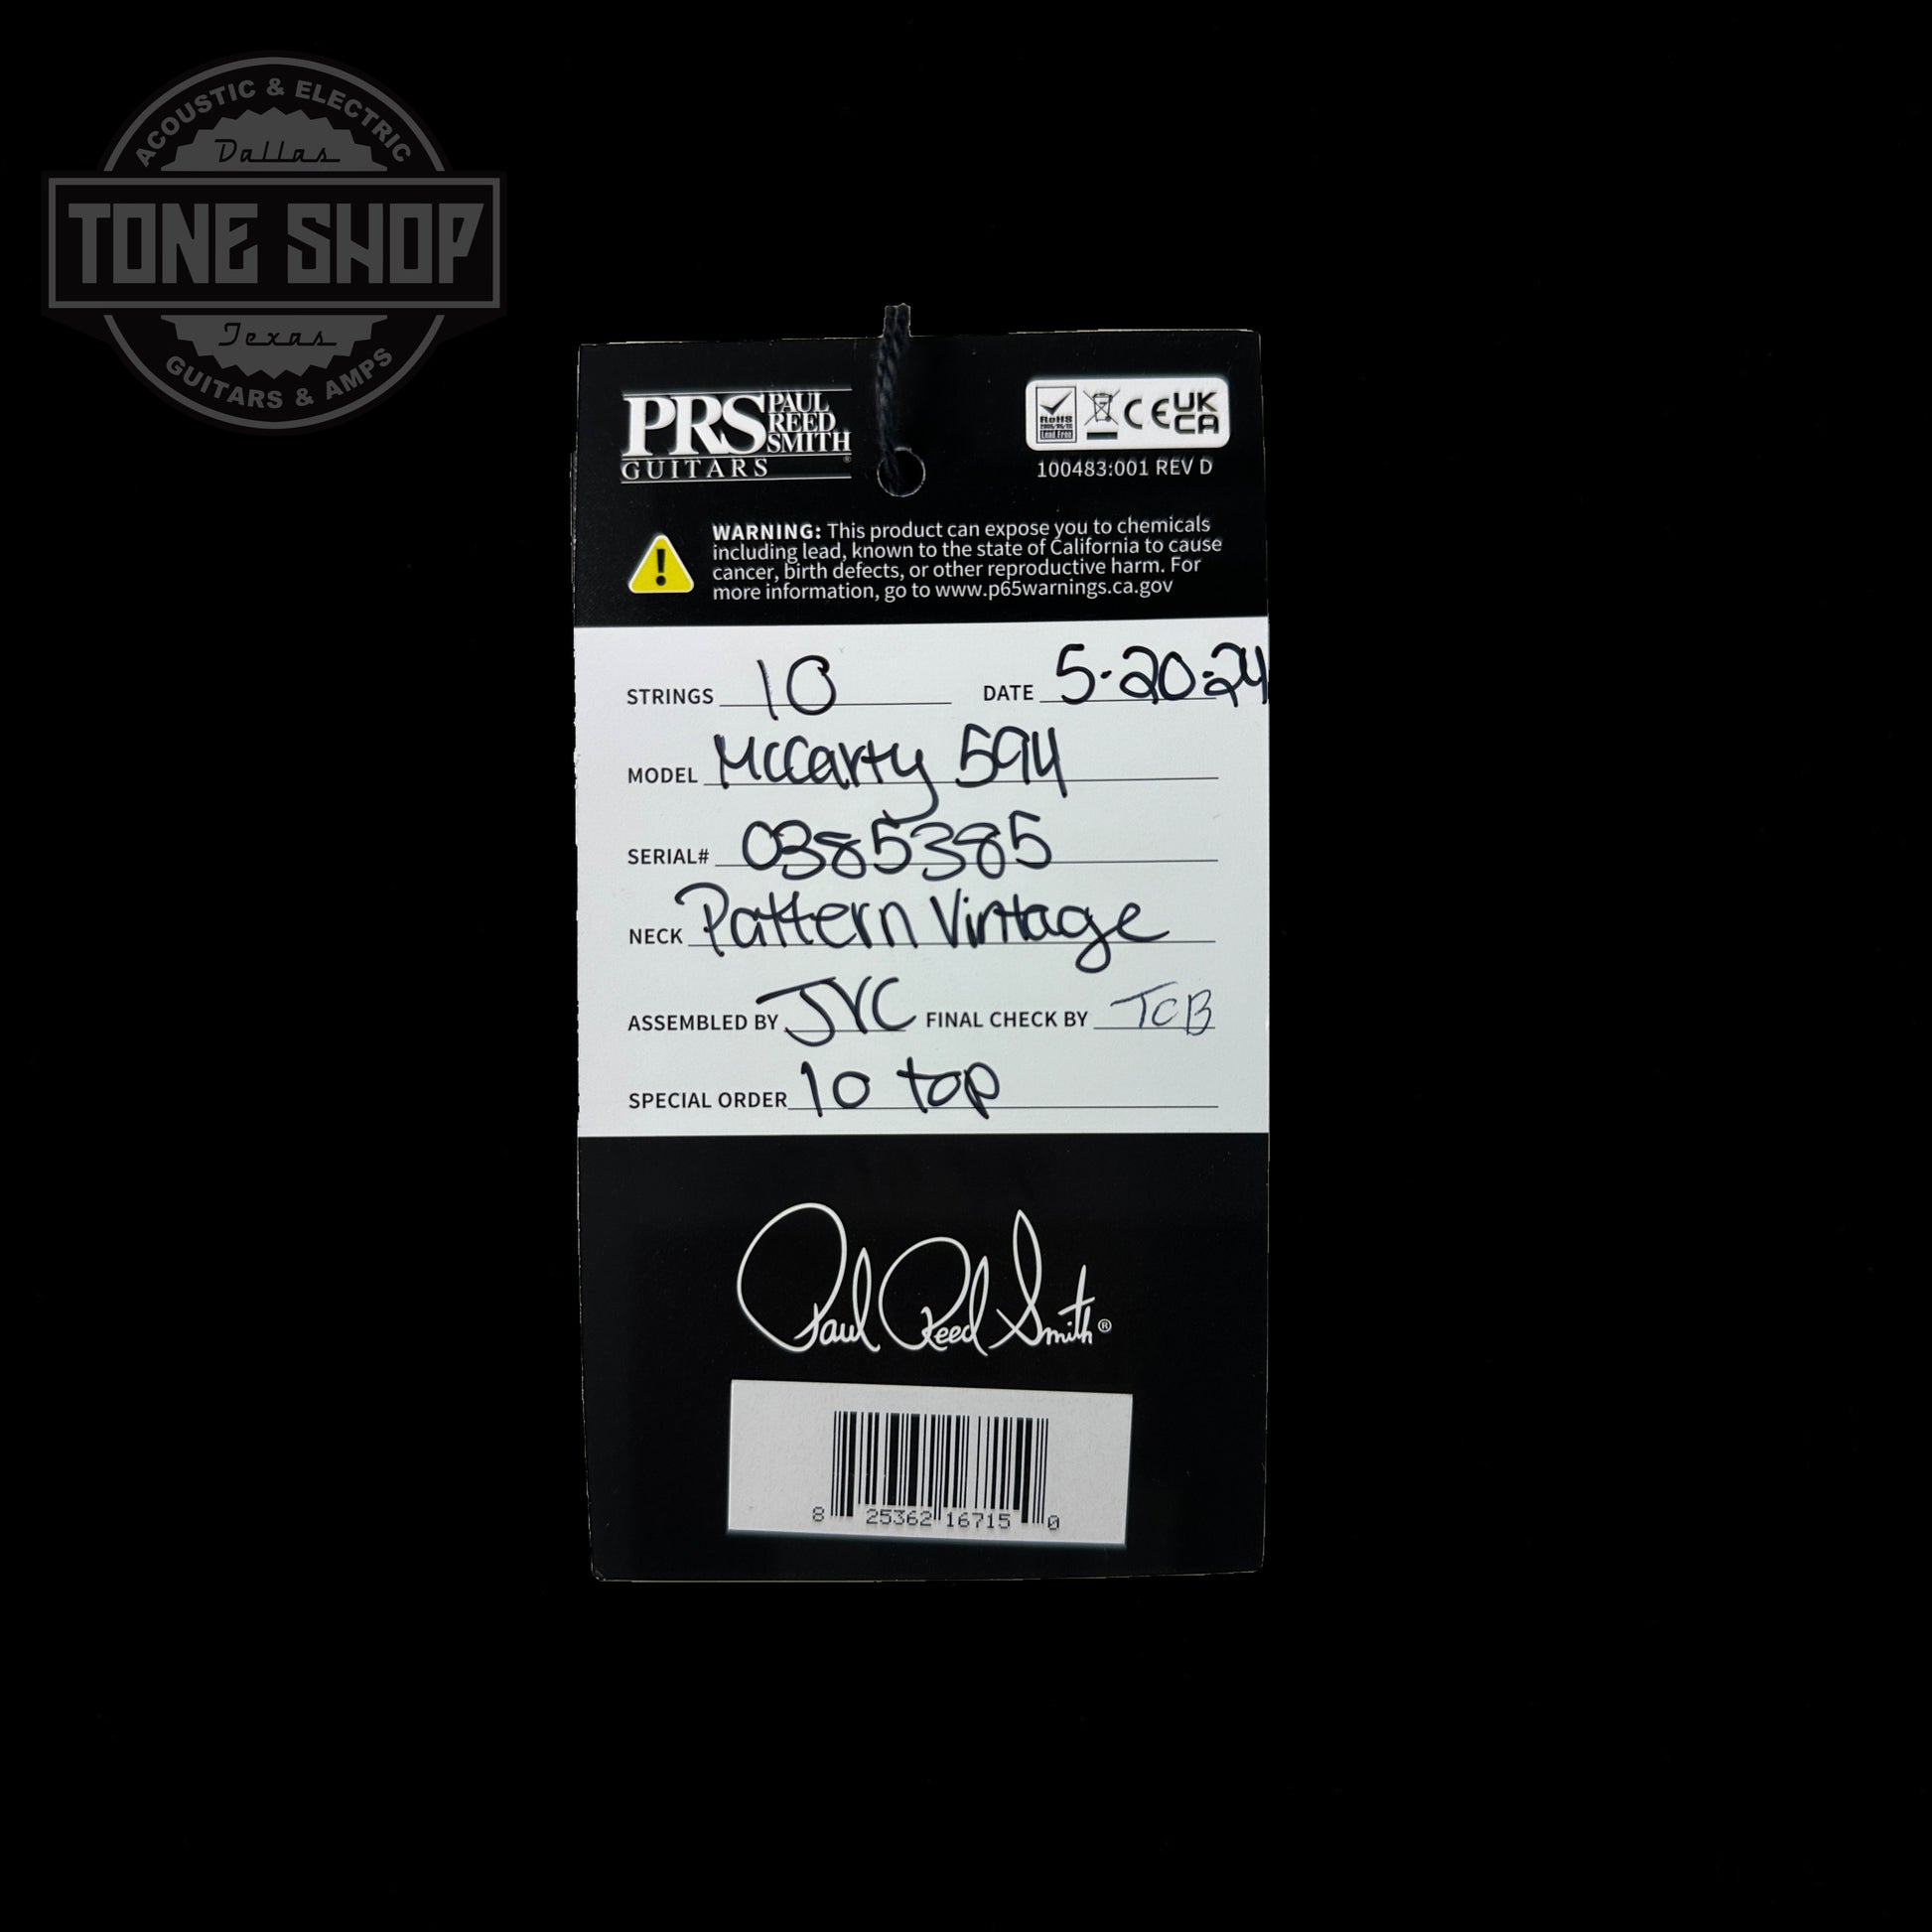 ACOUSTIC & ELECTRIC
Dallas
TONE SHOP
Texas
GUITARS & AMPS
PRS PAUL REED SMITH
GUITARS ®
RoHS
Lead Free
CE UK CA
100483:001 REV D
WARNING: This product can expose you to chemicals
including lead, known to the state of California to cause
cancer, birth defects, or other reproductive harm. For
more information, go to www.p65warnings.ca.gov
STRINGS 10 DATE 5·20·24
MODEL McCarty 594
SERIAL# 0385385
NECK Pattern Vintage
ASSEMBLED BY JVC FINAL CHECK BY TCB
SPECIAL ORDER 10 top
Paul Reed Smith®
8 25362 16715 0